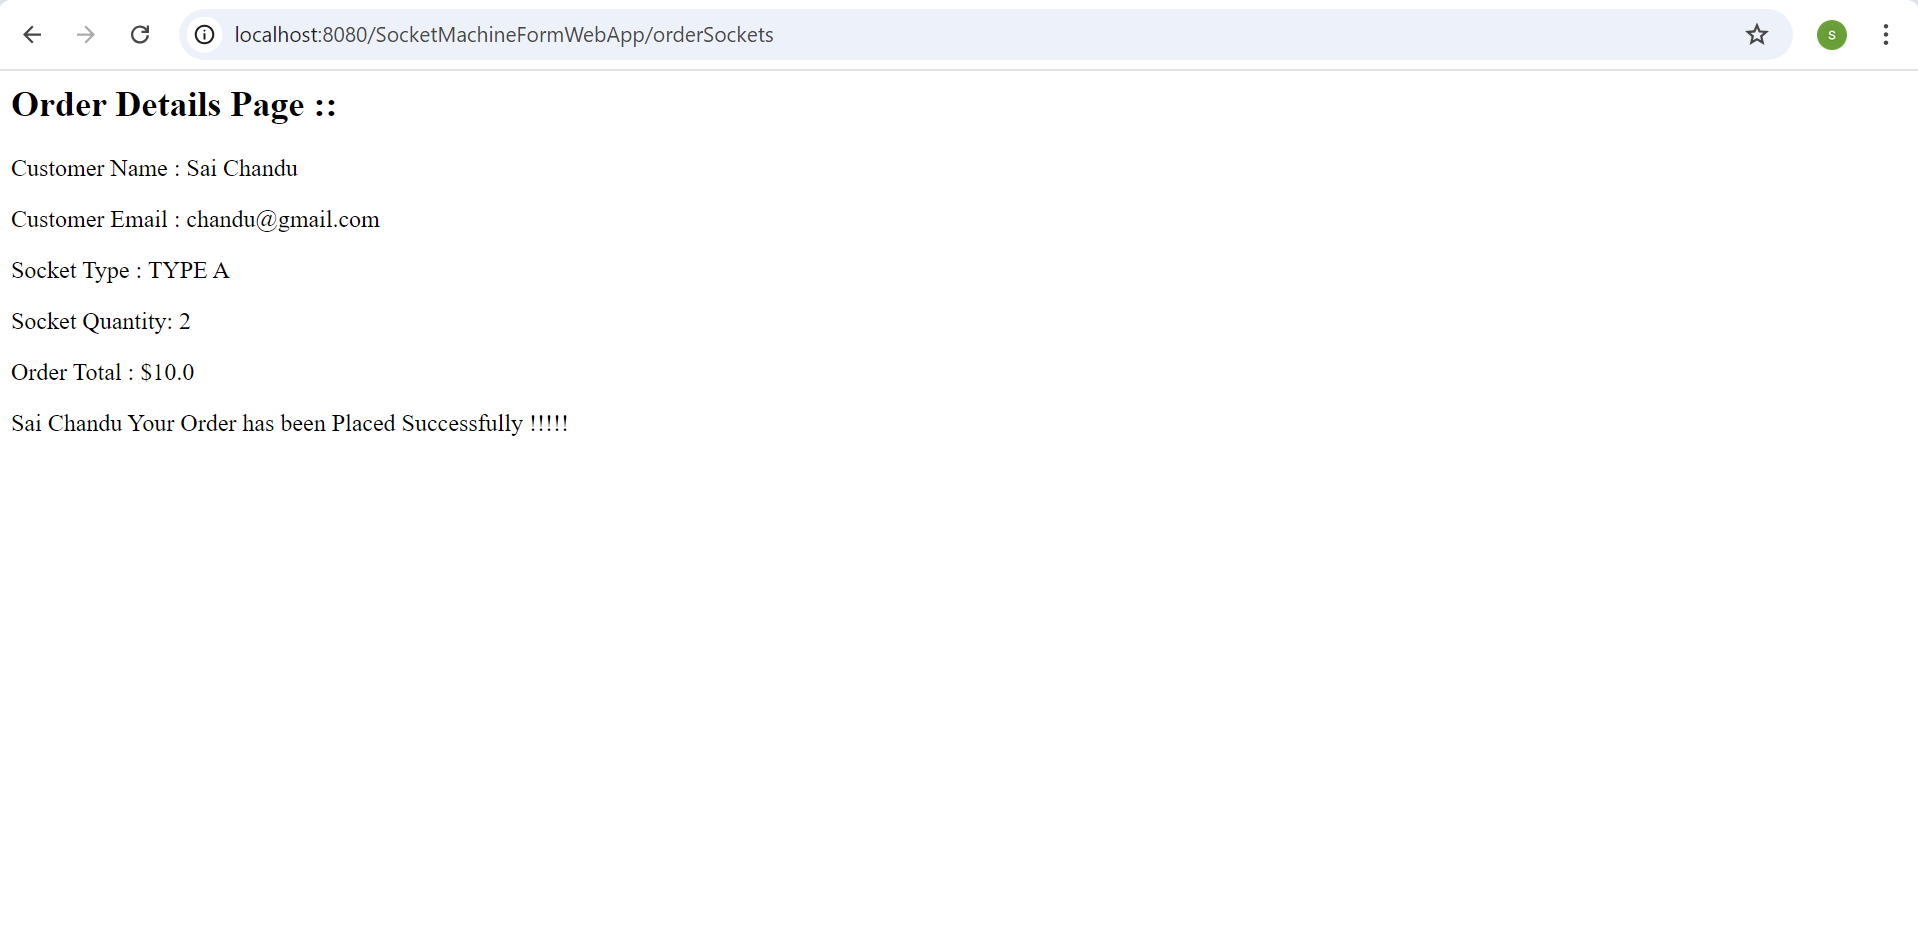 localhost:8080/SocketMachineFormWebApp/orderSockets
s
Order Details Page ::
Customer Name : Sai Chandu
Customer Email : chandu@gmail.com
Socket Type : TYPE A
Socket Quantity: 2
Order Total : $10.0
Sai Chandu Your Order has been Placed Successfully !!!!!